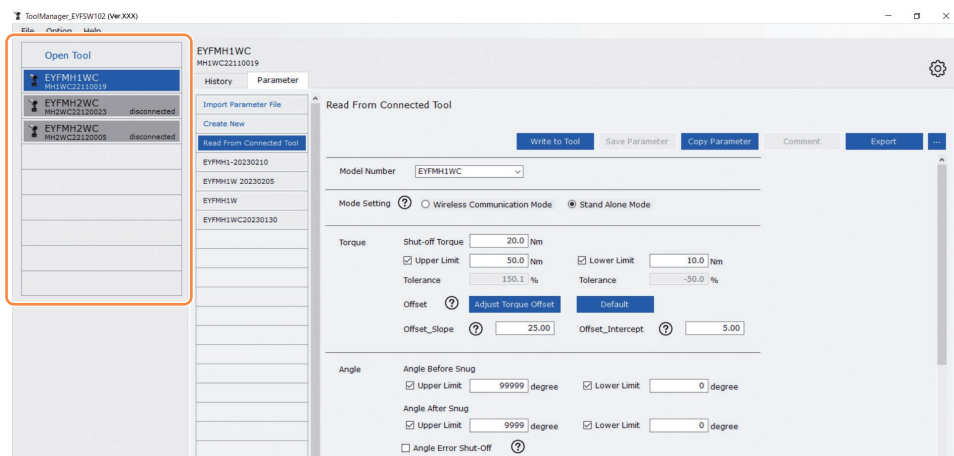 ToolManager_EYFSW102 (Ver.XXX)
File Option Help
Open Tool
EYFMH1WC
MH1WC22110019
EYFMH2WC
MH2WC22120023 disconnected
EYFMH2WC
MH2WC22120005 disconnected
EYFMH1WC
MH1WC22110019
History Parameter
Import Parameter File
Create New
Read From Connected Tool
EYFMH1-20230210
EYFMH1W 20230205
EYFMH1W
EYFMH1WC20230130
Read From Connected Tool
Write to Tool Save Parameter Copy Parameter Comment Export ...
Model Number EYFMH1WC
Mode Setting ? Wireless Communication Mode Stand Alone Mode
Torque Shut-off Torque 20.0 Nm
Upper Limit 50.0 Nm Lower Limit 10.0 Nm
Tolerance 150.1 % Tolerance -50.0 %
Offset ? Adjust Torque Offset Default
Offset_Slope ? 25.00 Offset_Intercept ? 5.00
Angle Angle Before Snug
Upper Limit 99999 degree Lower Limit 0 degree
Angle After Snug
Upper Limit 9999 degree Lower Limit 0 degree
Angle Error Shut-Off ?